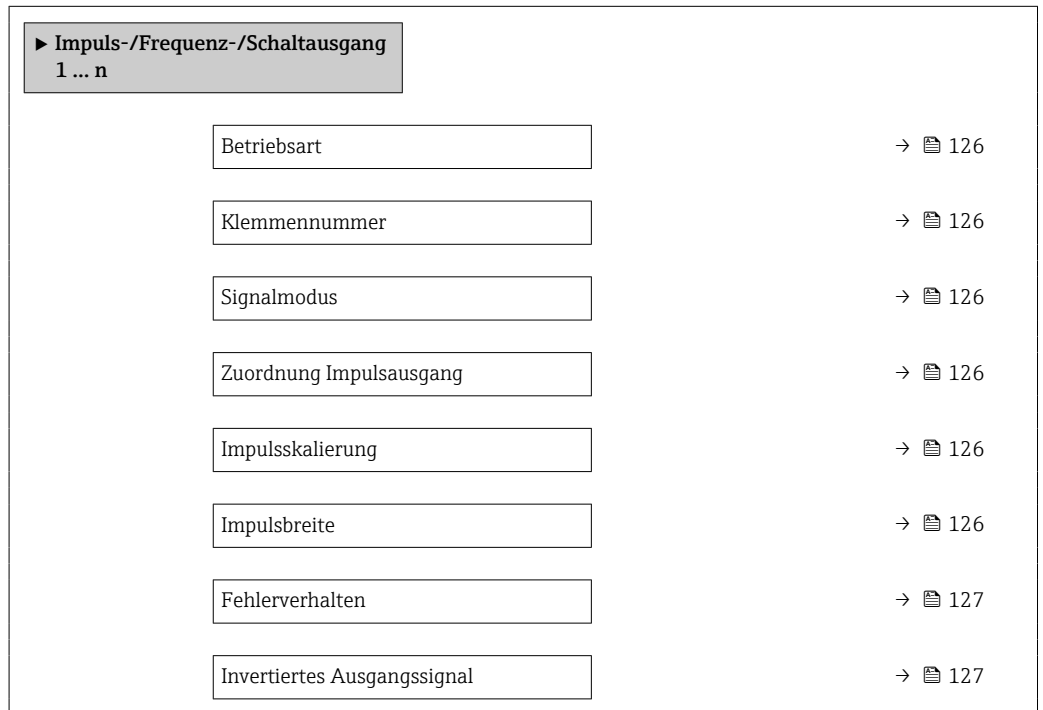 ► Impuls-/Frequenz-/Schaltausgang
1 … n
Betriebsart → 126
Klemmennummer → 126
Signalmodus → 126
Zuordnung Impulsausgang → 126
Impulsskalierung → 126
Impulsbreite → 126
Fehlerverhalten → 127
Invertiertes Ausgangssignal → 127